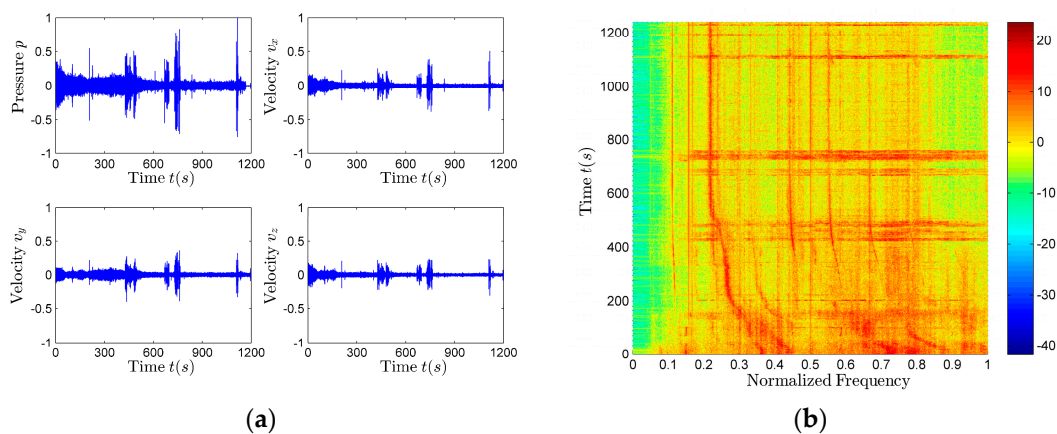 1
0.5
0
-0.5
-1
0 300 600 900 1200
Pressure p
Time t(s)
1
0.5
0
-0.5
-1
0 300 600 900 1200
Velocity v_x
Time t(s)
1
0.5
0
-0.5
-1
0 300 600 900 1200
Velocity v_y
Time t(s)
1
0.5
0
-0.5
-1
0 300 600 900 1200
Velocity v_z
Time t(s)
(a)
1200
1000
800
600
400
200
0
Time t(s)
0 0.1 0.2 0.3 0.4 0.5 0.6 0.7 0.8 0.9 1
Normalized Frequency
20
10
0
-10
-20
-30
-40
(b)